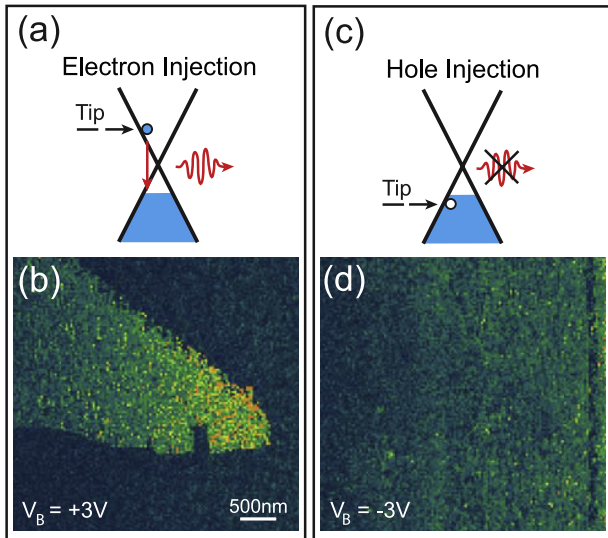 (a)
Electron Injection
Tip
(b)
V_B = +3V
500nm
(c)
Hole Injection
Tip
(d)
V_B = -3V